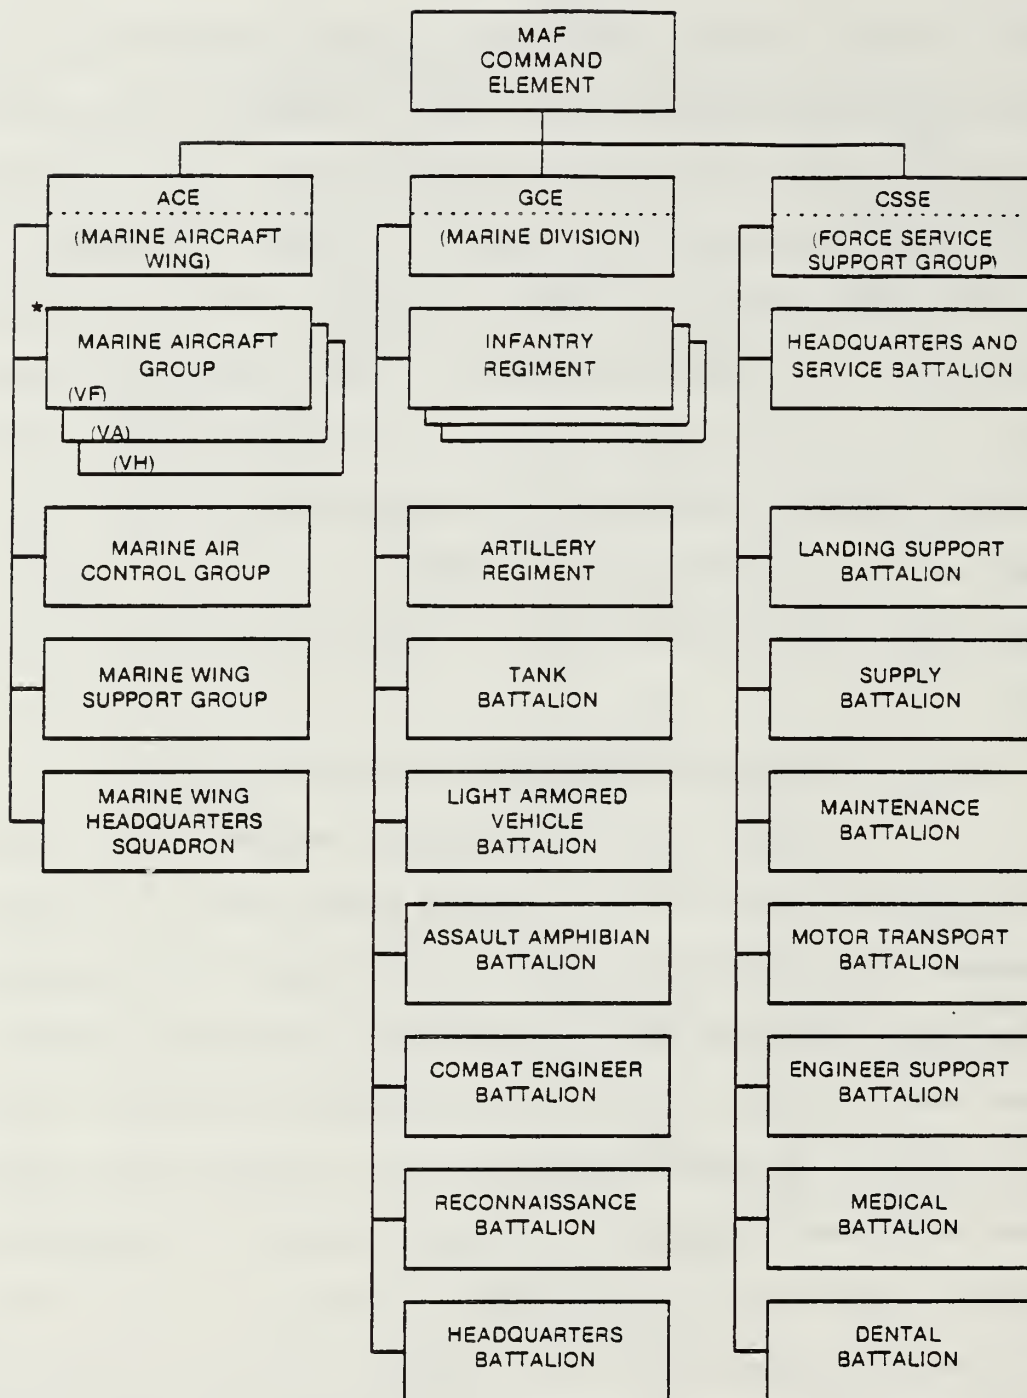 MAF
COMMAND
ELEMENT
ACE
(MARINE AIRCRAFT
WING)
*
MARINE AIRCRAFT
GROUP
(VF)
(VA)
(VH)
MARINE AIR
CONTROL GROUP
MARINE WING
SUPPORT GROUP
MARINE WING
HEADQUARTERS
SQUADRON
GCE
(MARINE DIVISION)
INFANTRY
REGIMENT
ARTILLERY
REGIMENT
TANK
BATTALION
LIGHT ARMORED
VEHICLE
BATTALION
ASSAULT AMPHIBIAN
BATTALION
COMBAT ENGINEER
BATTALION
RECONNAISSANCE
BATTALION
HEADQUARTERS
BATTALION
CSSE
(FORCE SERVICE
SUPPORT GROUP)
HEADQUARTERS AND
SERVICE BATTALION
LANDING SUPPORT
BATTALION
SUPPLY
BATTALION
MAINTENANCE
BATTALION
MOTOR TRANSPORT
BATTALION
ENGINEER SUPPORT
BATTALION
MEDICAL
BATTALION
DENTAL
BATTALION